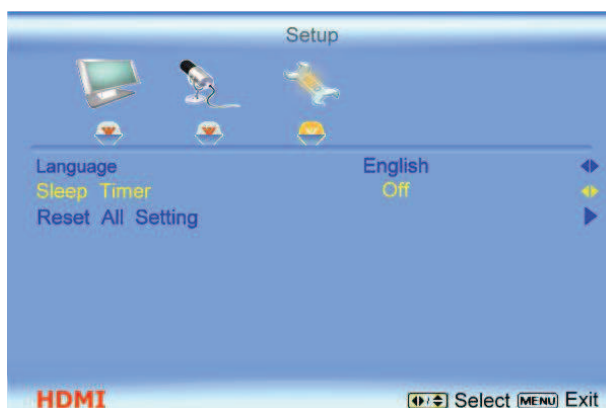 Setup
Language English
Sleep Timer Off
Reset All Setting
HDMI Select MENU Exit